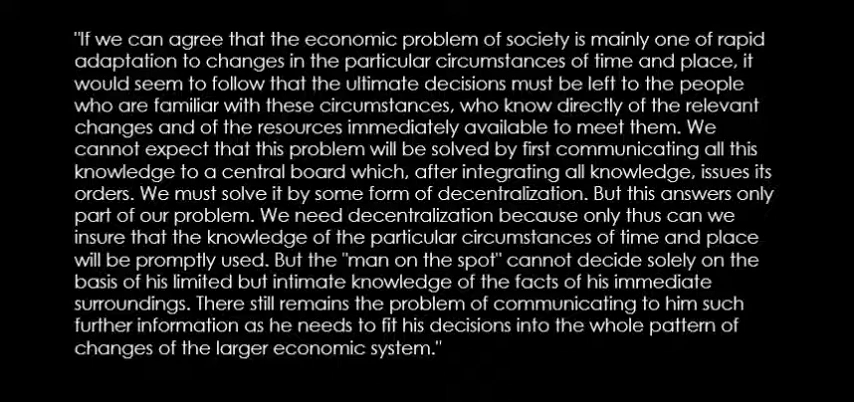 "If we can agree that the economic problem of society is mainly one of rapid
adaptation to changes in the particular circumstances of time and place, it
would seem to follow that the ultimate decisions must be left to the people
who are familiar with these circumstances, who know directly of the relevant
changes and of the resources immediately available to meet them. We
cannot expect that this problem will be solved by first communicating all this
knowledge to a central board which, after integrating all knowledge, issues its
orders. We must solve it by some form of decentralization. But this answers only
part of our problem. We need decentralization because only thus can we
insure that the knowledge of the particular circumstances of time and place
will be promptly used. But the "man on the spot" cannot decide solely on the
basis of his limited but intimate knowledge of the facts of his immediate
surroundings. There still remains the problem of communicating to him such
further information as he needs to fit his decisions into the whole pattern of
changes of the larger economic system."